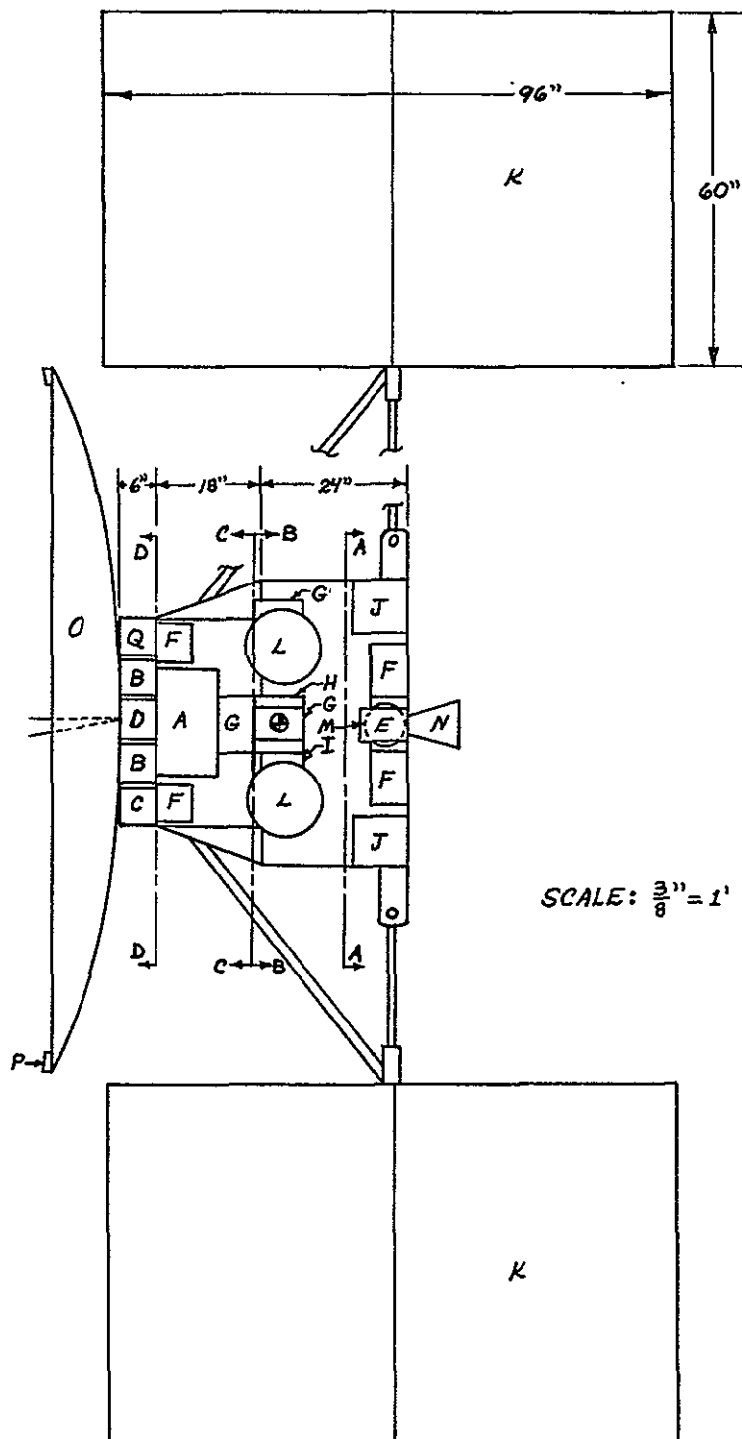 96"
K
60"
6" 18" 24"
D C B A
G
J
O Q F L
F
B H
D A G G
M E N
I
B F
C F L
J
SCALE: 3/8" = 1'
D C B A
P
K